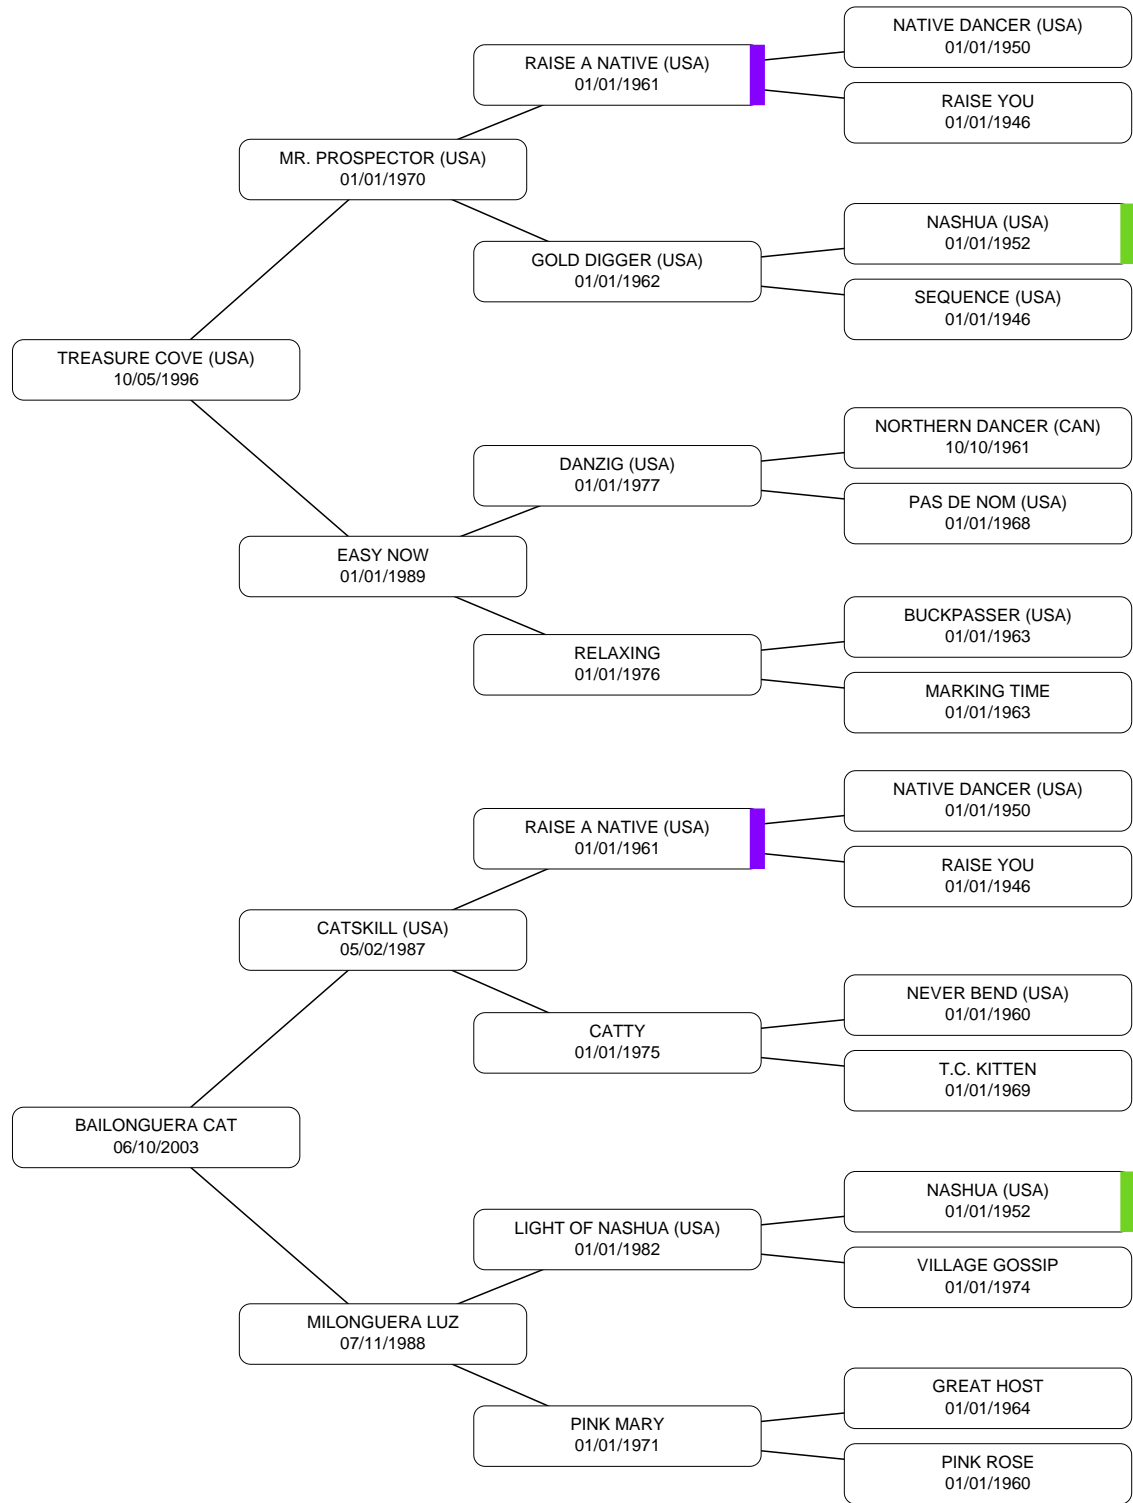 NATIVE DANCER (USA)
01/01/1950
RAISE A NATIVE (USA)
01/01/1961
RAISE YOU
01/01/1946
MR. PROSPECTOR (USA)
01/01/1970
NASHUA (USA)
01/01/1952
GOLD DIGGER (USA)
01/01/1962
SEQUENCE (USA)
01/01/1946
TREASURE COVE (USA)
10/05/1996
NORTHERN DANCER (CAN)
10/10/1961
DANZIG (USA)
01/01/1977
PAS DE NOM (USA)
01/01/1968
EASY NOW
01/01/1989
BUCKPASSER (USA)
01/01/1963
RELAXING
01/01/1976
MARKING TIME
01/01/1963
NATIVE DANCER (USA)
01/01/1950
RAISE A NATIVE (USA)
01/01/1961
RAISE YOU
01/01/1946
CATSKILL (USA)
05/02/1987
NEVER BEND (USA)
01/01/1960
CATTY
01/01/1975
T.C. KITTEN
01/01/1969
BAILONGUERA CAT
06/10/2003
NASHUA (USA)
01/01/1952
LIGHT OF NASHUA (USA)
01/01/1982
VILLAGE GOSSIP
01/01/1974
MILONGUERA LUZ
07/11/1988
GREAT HOST
01/01/1964
PINK MARY
01/01/1971
PINK ROSE
01/01/1960